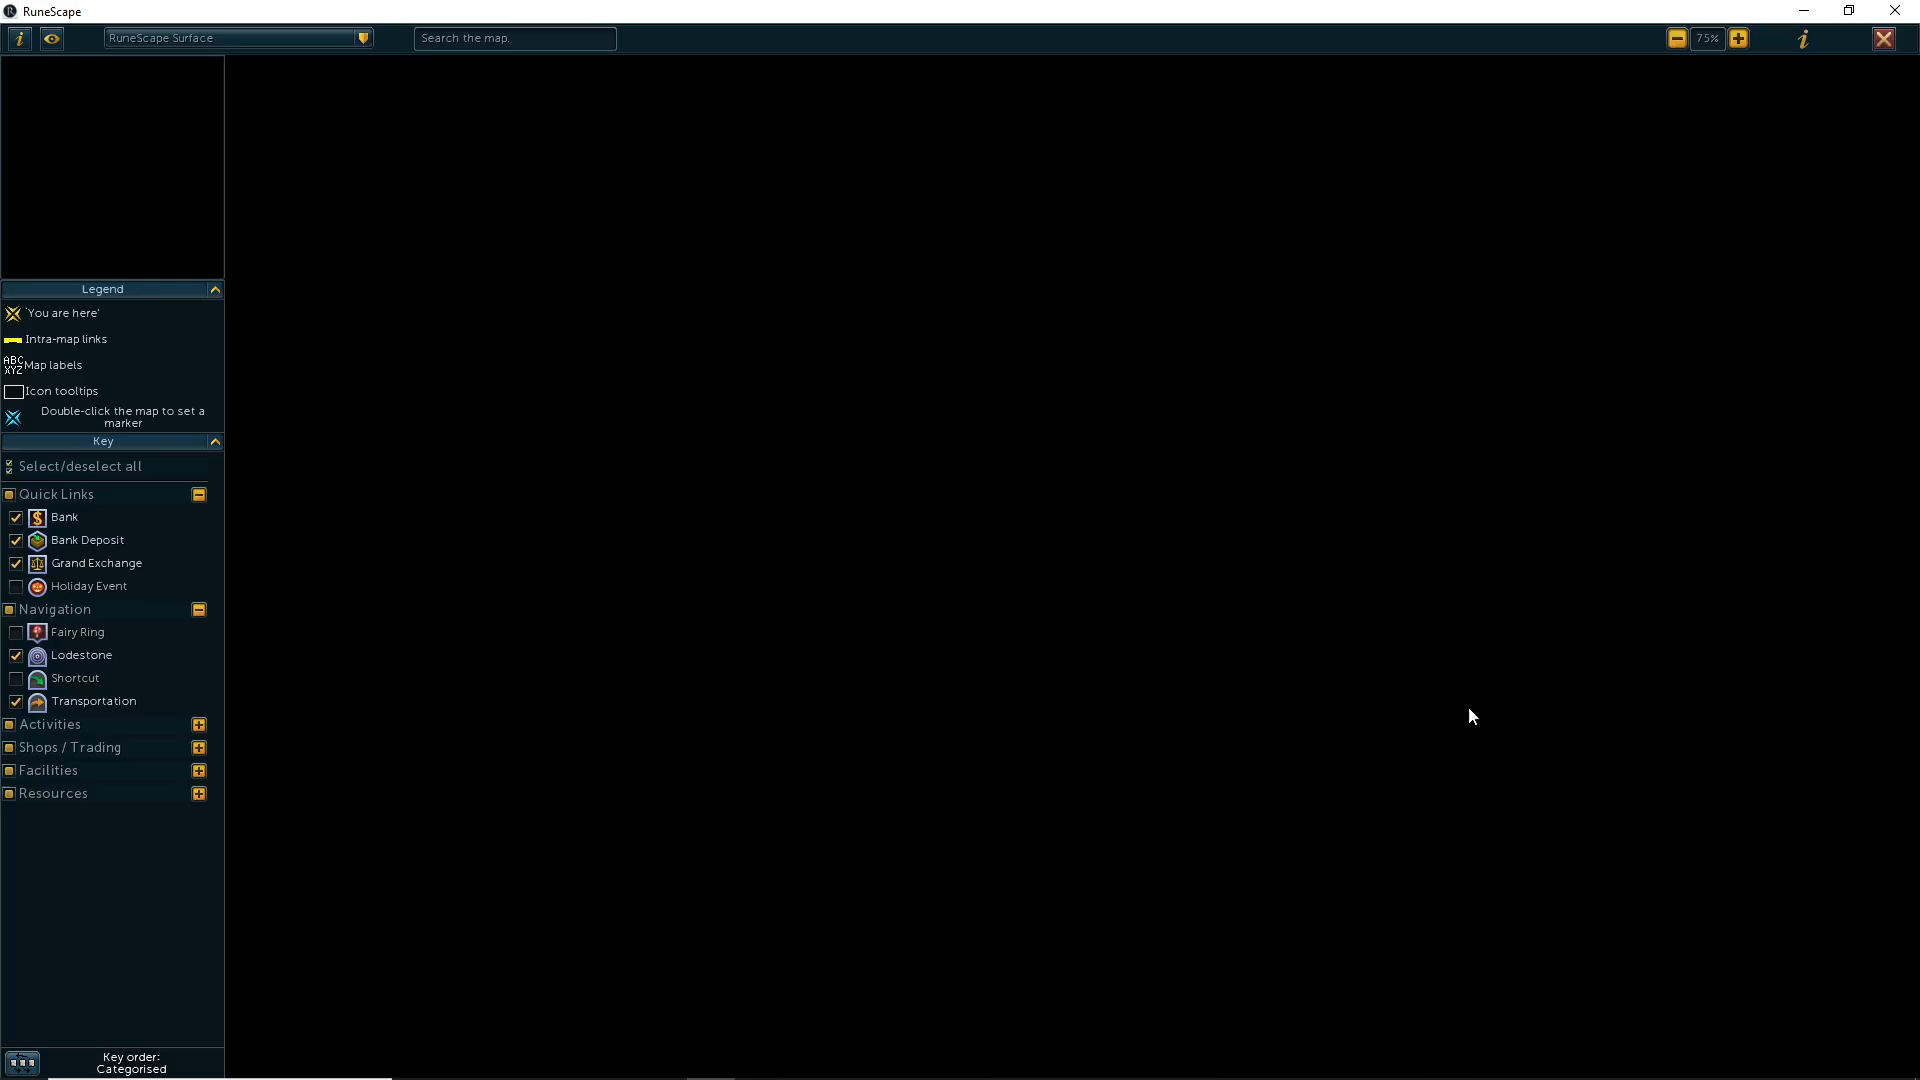 RuneScape
RuneScape Surface
Search the map.
75%
Legend
'You are here'
Intra-map links
ABC
XYZ
Map labels
Icon tooltips
Double-click the map to set a
marker
Key
Select/deselect all
Quick Links
Bank
Bank Deposit
Grand Exchange
Holiday Event
Navigation
Fairy Ring
Lodestone
Shortcut
Transportation
Activities
Shops / Trading
Facilities
Resources
Key order:
Categorised